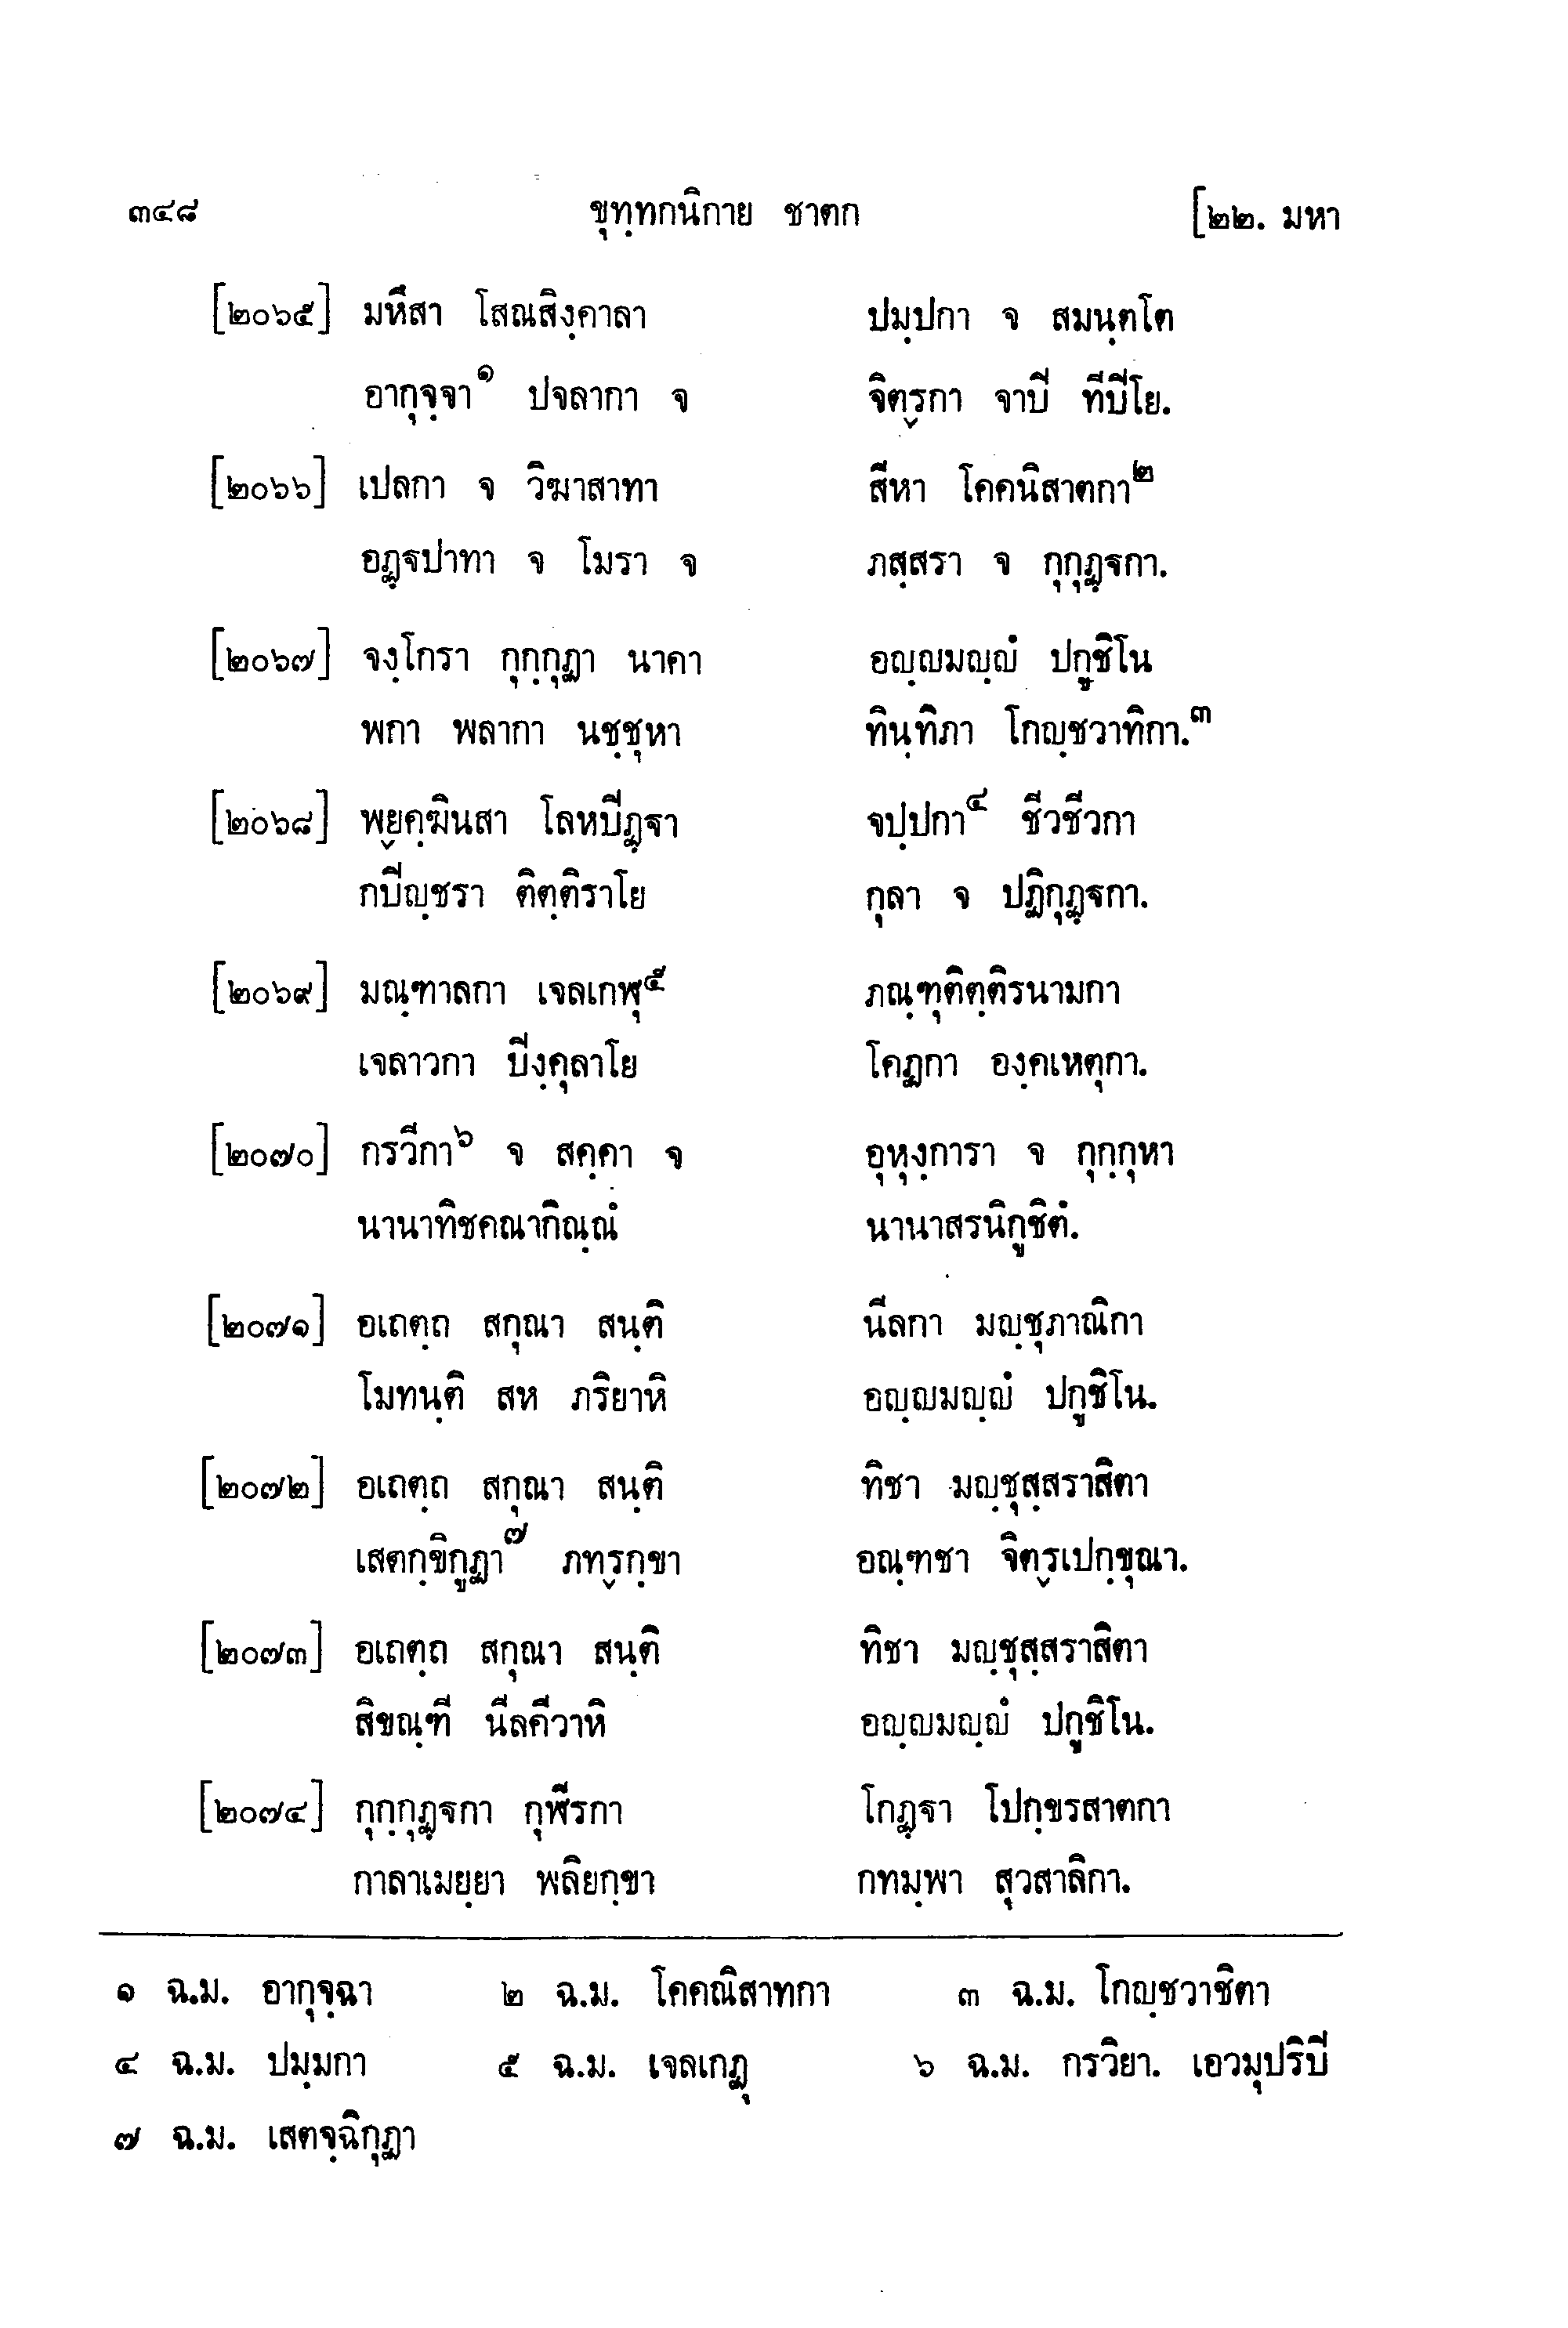 ๓๔๘ ขุทฺทกนิกาย ชาตก [๒๒. มหา
[๒๐๖๕] มหึสา โสณสิงฺคาลา ปมฺปกา จ สมนฺตโต
อากุจฺจา๑ ปจลากา จ จิตฺรกา จาปิ ทีปิโย.
[๒๐๖๖] เปลกา จ วิฆาสาทา สีหา โคคนิสาตกา๒
อฏฺฐปาทา จ โมรา จ ภสฺสรา จ กุกุฏฺฐกา.
[๒๐๖๗] จงฺโกรา กุกฺกุฏา นาคา อญฺญมญฺญํ ปกูชิโน
พกา พลากา นชฺชุหา ทินฺทิภา โกญฺชวาทิกา.๓
[๒๐๖๘] พฺยคฺฆินสา โลหปิฏฺฐา จปฺปกา๔ ชีวชีวกา
กปิญฺชรา ติตฺติราโย กุลา จ ปฏิกุฏฺฐกา.
[๒๐๖๙] มณฺฑาลกา เจลเกฬุ๕ ภณฺฑุติตฺติรนามกา
เจลาวกา ปิงฺคุลาโย โคฏกา องฺคเหตุกา.
[๒๐๗๐] กรวีกา๖ จ สคฺคา จ อุหุงฺการา จ กุกฺกุหา
นานาทิชคณากิณฺณํ นานาสรนิกูชิตํ.
[๒๐๗๑] อเถตฺถ สกุณา สนฺติ นีลกา มญฺชุภาณิกา
โมทนฺติ สห ภริยาหิ อญฺญมญฺญํ ปกูชิโน.
[๒๐๗๒] อเถตฺถ สกุณา สนฺติ ทิชา มญฺชุสฺสราสิตา
เสตกฺขิกูฏา๗ ภทฺรกฺขา อณฺฑชา จิตฺรเปกฺขุณา.
[๒๐๗๓] อเถตฺถ สกุณา สนฺติ ทิชา มญฺชุสฺสราสิตา
สิขณฺฑี นีลคีวาหิ อญฺญมญฺญํ ปกูชิโน.
[๒๐๗๔] กุกฺกุฏฺฐกา กุฬีรกา โกฏฺฐา โปกฺขรสาตกา
กาลาเมยฺยา พลิยกฺขา กทมฺพา สุวสาลิกา.
๑ ฉ.ม. อากุจฺฉา ๒ ฉ.ม. โคคณิสาทกา ๓ ฉ.ม. โกญฺชวาชิตา
๔ ฉ.ม. ปมฺมกา ๕ ฉ.ม. เจลเกฏุ ๖ ฉ.ม. กรวิยา. เอวมุปริปิ
๗ ฉ.ม. เสตจฺฉิกุฏา